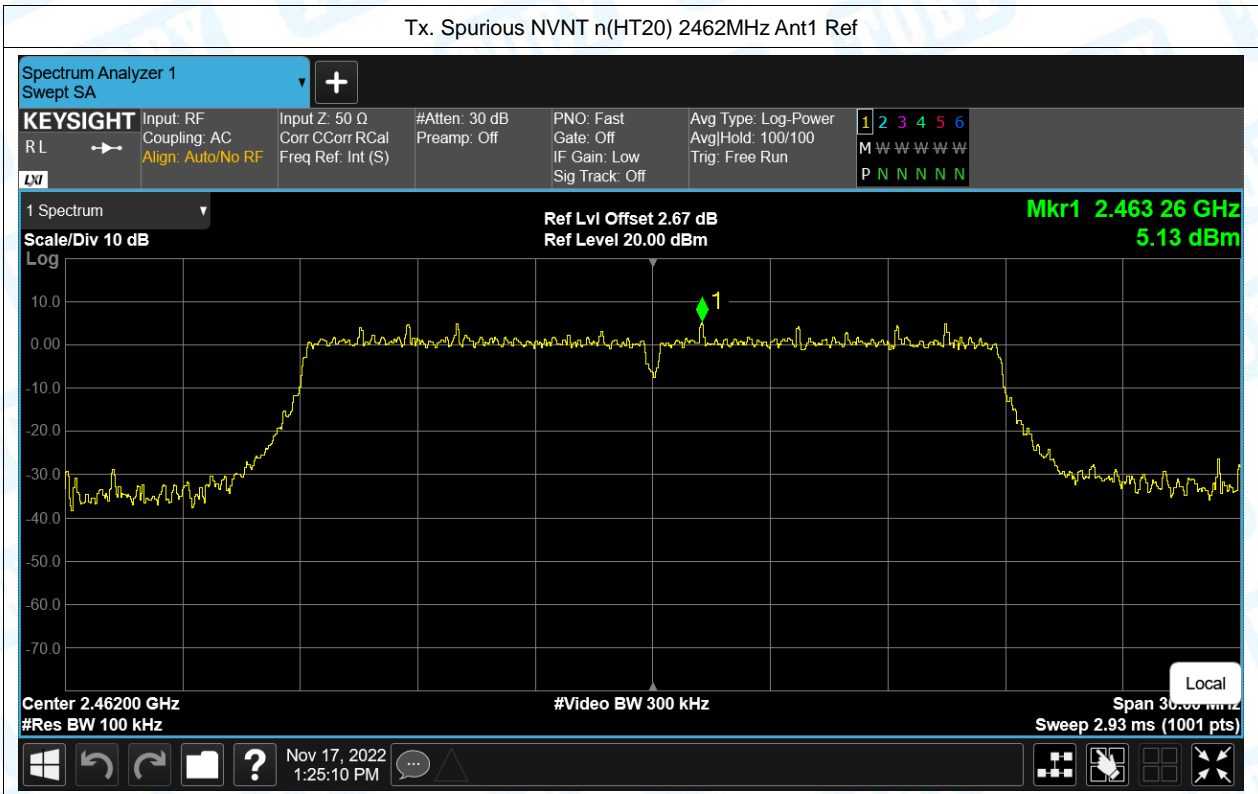 Tx. Spurious NVNT n(HT20) 2462MHz Ant1 Ref
Spectrum Analyzer 1
Swept SA
KEYSIGHT
R L
LXI
Input: RF
Coupling: AC
Align: Auto/No RF
Input Z: 50 Ω
Corr CCorr RCal
Freq Ref: Int (S)
#Atten: 30 dB
Preamp: Off
PNO: Fast
Gate: Off
IF Gain: Low
Sig Track: Off
Avg Type: Log-Power
Avg|Hold: 100/100
Trig: Free Run
1 2 3 4 5 6
M W W W W W W
P N N N N N N
1 Spectrum
Scale/Div 10 dB
Ref Lvl Offset 2.67 dB
Ref Level 20.00 dBm
Mkr1 2.463 26 GHz
5.13 dBm
Log
10.0
0.00
-10.0
-20.0
-30.0
-40.0
-50.0
-60.0
-70.0
1
Center 2.46200 GHz
#Res BW 100 kHz
#Video BW 300 kHz
Local
Span 30.00 MHz
Sweep 2.93 ms (1001 pts)
?
Nov 17, 2022
1:25:10 PM